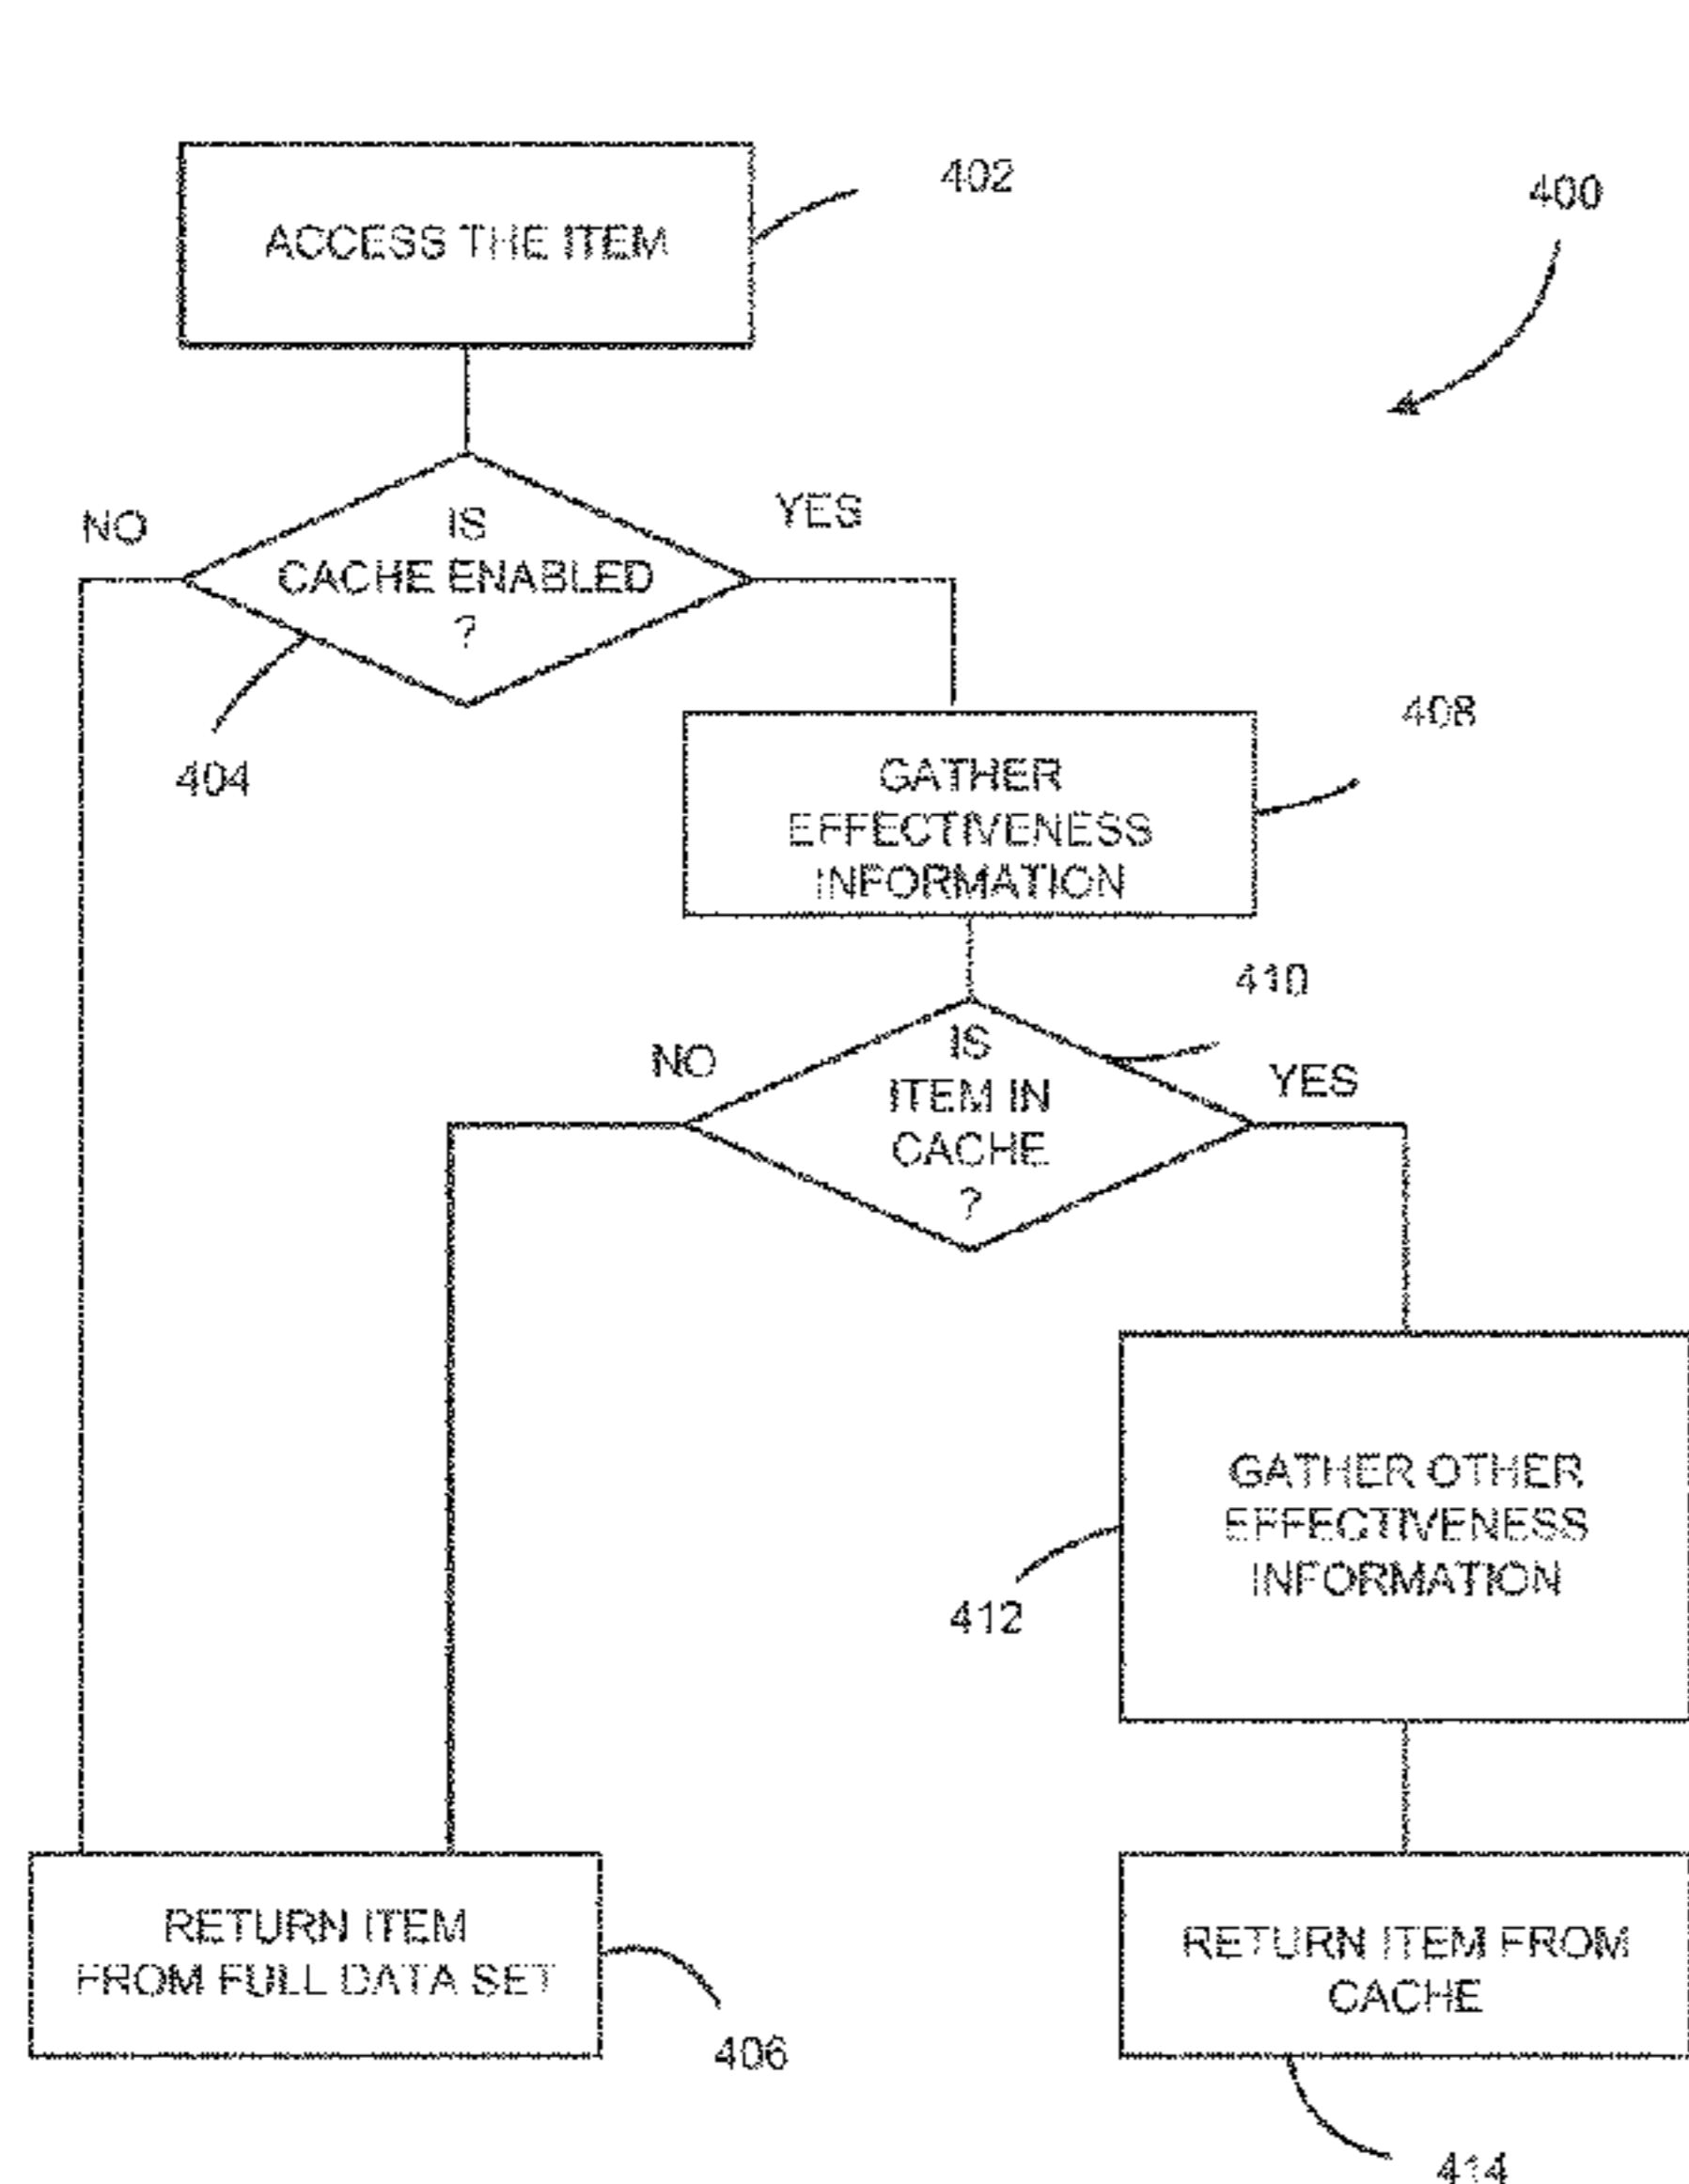 402
400
ACCESS THE ITEM
NO
YES
IS
CACHE ENABLED
?
404
408
GATHER
EFFECTIVENESS
INFORMATION
410
NO
YES
IS
ITEM IN
CACHE
?
GATHER OTHER
EFFECTIVENESS
INFORMATION
412
RETURN ITEM
FROM FULL DATA SET
406
RETURN ITEM FROM
CACHE
414